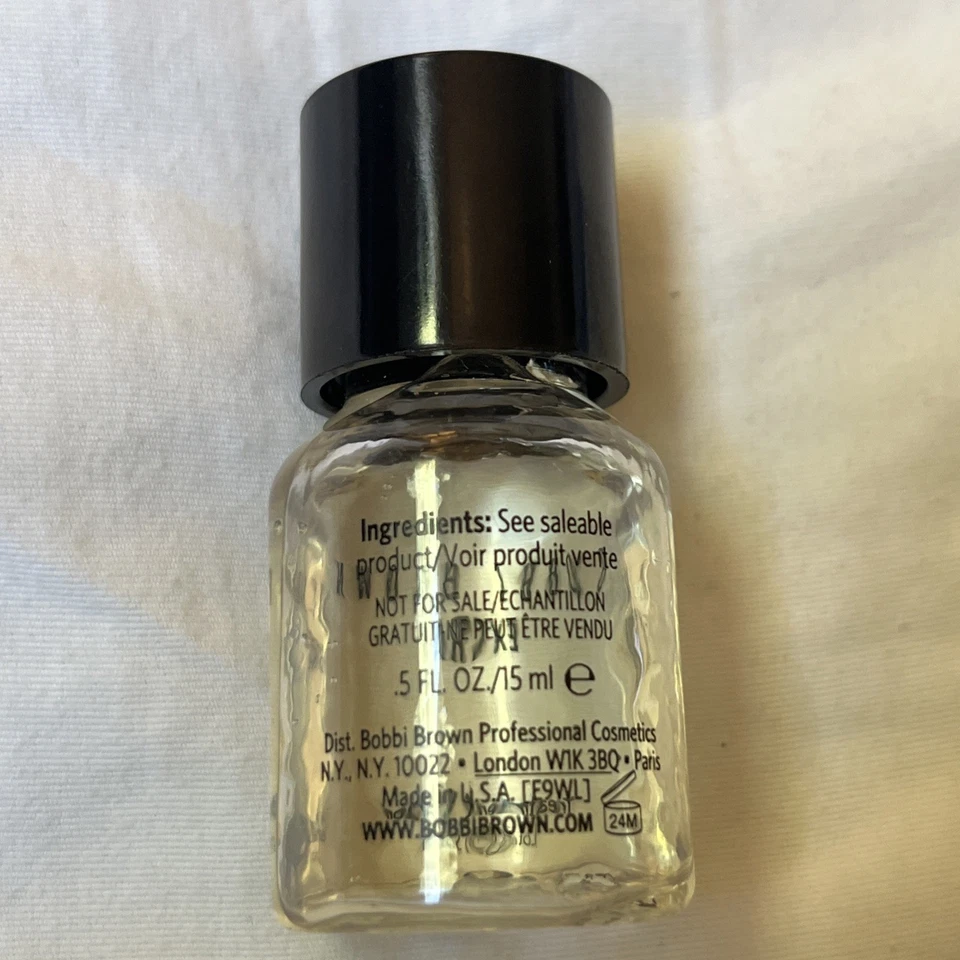 Ingredients: See saleable
product/Voir produit vente
NOT FOR SALE/ECHANTILLON
GRATUIT-NE PEUT ÊTRE VENDU
.5 FL. OZ./15 ml ℮
Dist. Bobbi Brown Professional Cosmetics
N.Y., N.Y. 10022 • London W1K 3BQ • Paris
Made in U.S.A. [E9WL]
WWW.BOBBIBROWN.COM 24M